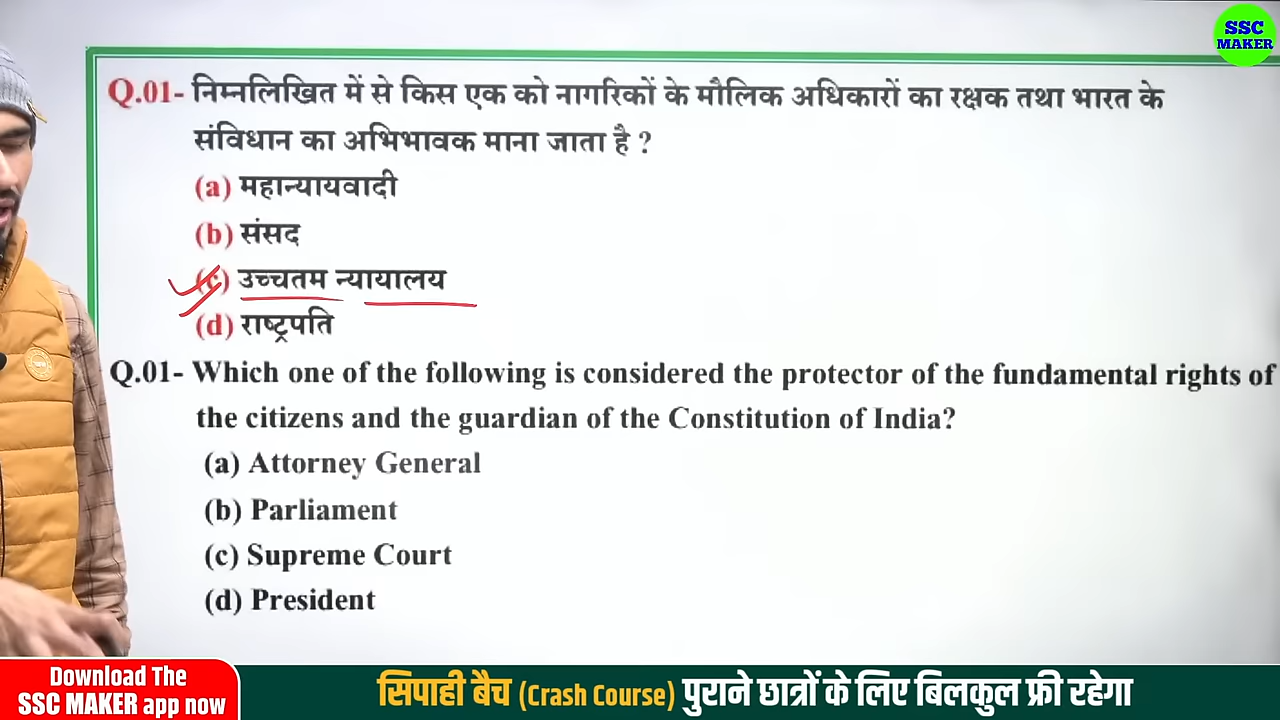 SSC
MAKER
Q.01- निम्नलिखित में से किस एक को नागरिकों के मौलिक अधिकारों का रक्षक तथा भारत के
संविधान का अभिभावक माना जाता है ?
(a) महान्यायवादी
(b) संसद
(c) उच्चतम न्यायालय
(d) राष्ट्रपति
Q.01- Which one of the following is considered the protector of the fundamental rights of
the citizens and the guardian of the Constitution of India?
(a) Attorney General
(b) Parliament
(c) Supreme Court
(d) President
Download The
SSC MAKER app now
सिपाही बैच (Crash Course) पुराने छात्रों के लिए बिलकुल फ्री रहेगा